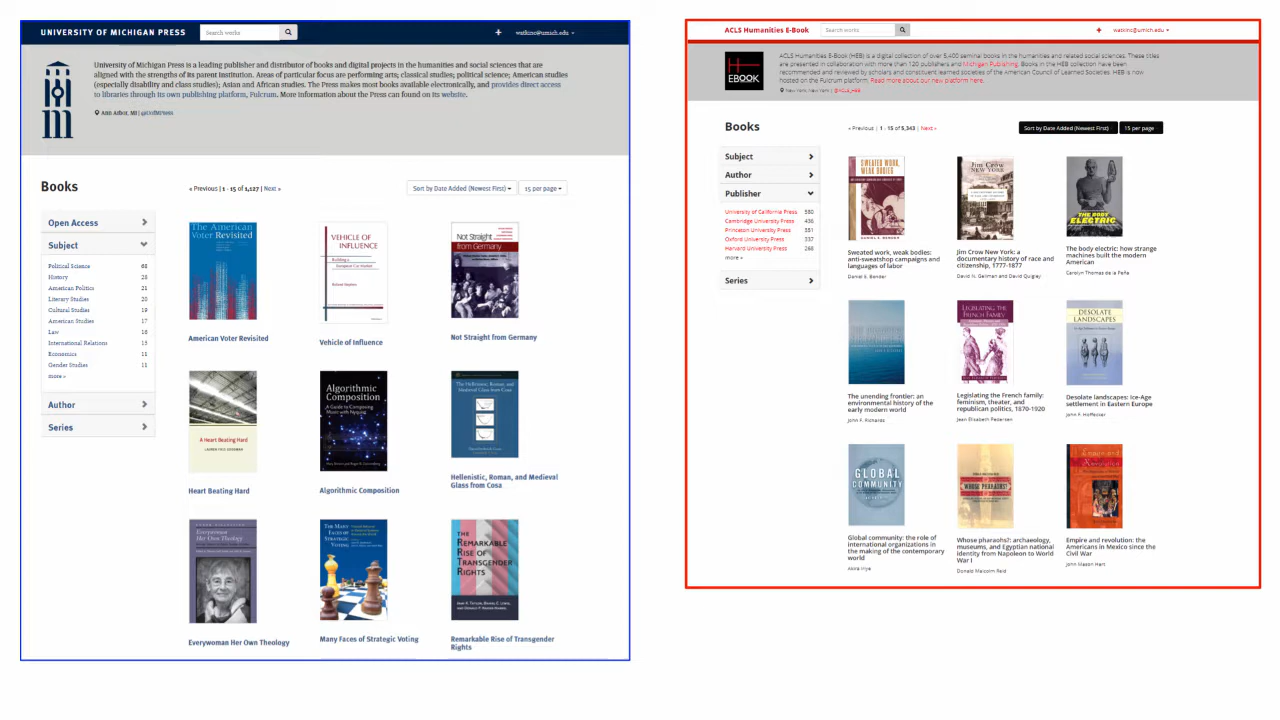 UNIVERSITY OF MICHIGAN PRESS
Search works
watkinc@umich.edu
University of Michigan Press is a leading publisher and distributor of books and digital projects in the humanities and social sciences that are
aligned with the strengths of its parent institution. Areas of particular focus are performing arts; classical studies; political science; American studies
(especially disability and class studies); Asian and African studies. The Press makes most books available electronically, and provides direct access
to libraries through its own publishing platform, Fulcrum. More information about the Press can found on its website.
Ann Arbor, MI | @UofMPress
Books
« Previous | 1 - 15 of 1,127 | Next »
Sort by Date Added (Newest First)
15 per page
Open Access
Subject
Political Science 68
History 28
American Politics 21
Literary Studies 20
Cultural Studies 19
American Studies 17
Law 16
International Relations 15
Economics 11
Gender Studies 11
more »
Author
Series
The American
Voter Revisited
American Voter Revisited
VEHICLE OF
INFLUENCE
Building a
European Car Market
Vehicle of Influence
Not Straight
from Germany
Not Straight from Germany
A Heart Beating Hard
Heart Beating Hard
Algorithmic
Composition
A Guide to Composing
Music with Nyquist
Algorithmic Composition
The Hellenistic, Roman, and
Medieval Glass from Cosa
Hellenistic, Roman, and Medieval
Glass from Cosa
Everywoman
Her Own Theology
Everywoman Her Own Theology
THE MANY
FACES OF
STRATEGIC
VOTING
Many Faces of Strategic Voting
THE
REMARKABLE
RISE OF
TRANSGENDER
RIGHTS
Remarkable Rise of Transgender
Rights
ACLS Humanities E-Book
Search works
watkinc@umich.edu
EBOOK
ACLS Humanities E-Book (HEB) is a digital collection of over 5,400 seminal books in the humanities and related social sciences. These titles
are presented in collaboration with more than 120 publishers and Michigan Publishing. Books in the HEB collection have been
recommended and reviewed by scholars and constituent learned societies of the American Council of Learned Societies. HEB is now
hosted on the Fulcrum platform. Read more about our new platform here.
New York, New York | @ACLS_HEB
Books
« Previous | 1 - 15 of 5,343 | Next »
Sort by Date Added (Newest First)
15 per page
Subject
Author
Publisher
University of California Press 580
Cambridge University Press 436
Princeton University Press 351
Oxford University Press 337
Harvard University Press 268
more »
Series
SWEATED WORK,
WEAK BODIES
DANIEL E. BENDER
Sweated work, weak bodies:
anti-sweatshop campaigns and
languages of labor
Daniel E. Bender
JIM CROW
NEW YORK
Jim Crow New York: a
documentary history of race and
citizenship, 1777-1877
David N. Gellman and David Quigley
THE BODY
ELECTRIC
The body electric: how strange
machines built the modern
American
Carolyn Thomas de la Peña
The unending frontier: an
environmental history of the
early modern world
John F. Richards
LEGISLATING THE
FRENCH FAMILY
Legislating the French family:
feminism, theater, and
republican politics, 1870-1920
Jean Elisabeth Pedersen
DESOLATE
LANDSCAPES
Desolate landscapes: Ice-Age
settlement in Eastern Europe
John F. Hoffecker
GLOBAL
COMMUNITY
Global community: the role of
international organizations in
the making of the contemporary
world
Akira Iriye
WHOSE PHARAOHS?
Whose pharaohs?: archaeology,
museums, and Egyptian national
identity from Napoleon to World
War I
Donald Malcolm Reid
Empire and
Revolution
Empire and revolution: the
Americans in Mexico since the
Civil War
John Mason Hart